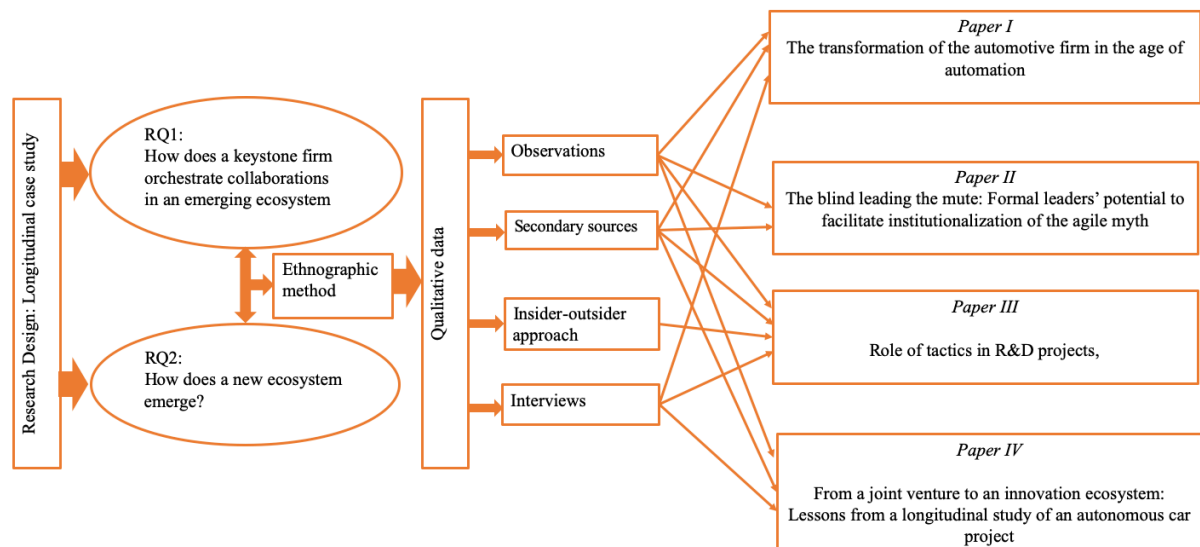 Research Design: Longitudinal case study
RQ1:
How does a keystone firm
orchestrate collaborations
in an emerging ecosystem
Ethnographic
method
RQ2:
How does a new ecosystem
emerge?
Qualitative data
Observations
Secondary sources
Insider-outsider
approach
Interviews
Paper I
The transformation of the automotive firm in the age of
automation
Paper II
The blind leading the mute: Formal leaders’ potential to
facilitate institutionalization of the agile myth
Paper III
Role of tactics in R&D projects,
Paper IV
From a joint venture to an innovation ecosystem:
Lessons from a longitudinal study of an autonomous car
project